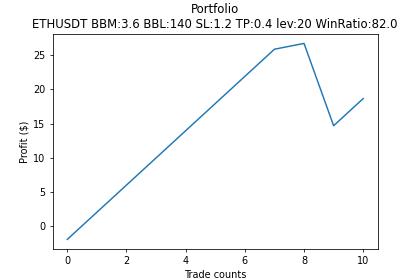 Portfolio
ETHUSDT BBM:3.6 BBL:140 SL:1.2 TP:0.4 lev:20 WinRatio:82.0
25
20
15
10
5
0
Profit ($)
0 2 4 6 8 10
Trade counts